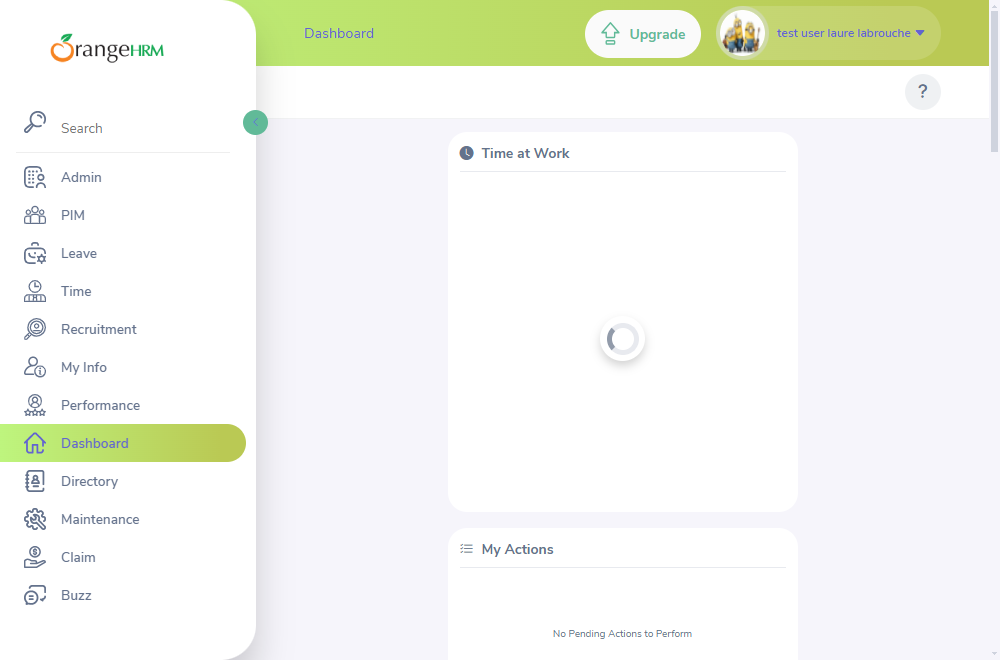 OrangeHRM
Dashboard
Upgrade
test user laure labrouche
?
Search
Admin
PIM
Leave
Time
Recruitment
My Info
Performance
Dashboard
Directory
Maintenance
Claim
Buzz
Time at Work
My Actions
No Pending Actions to Perform